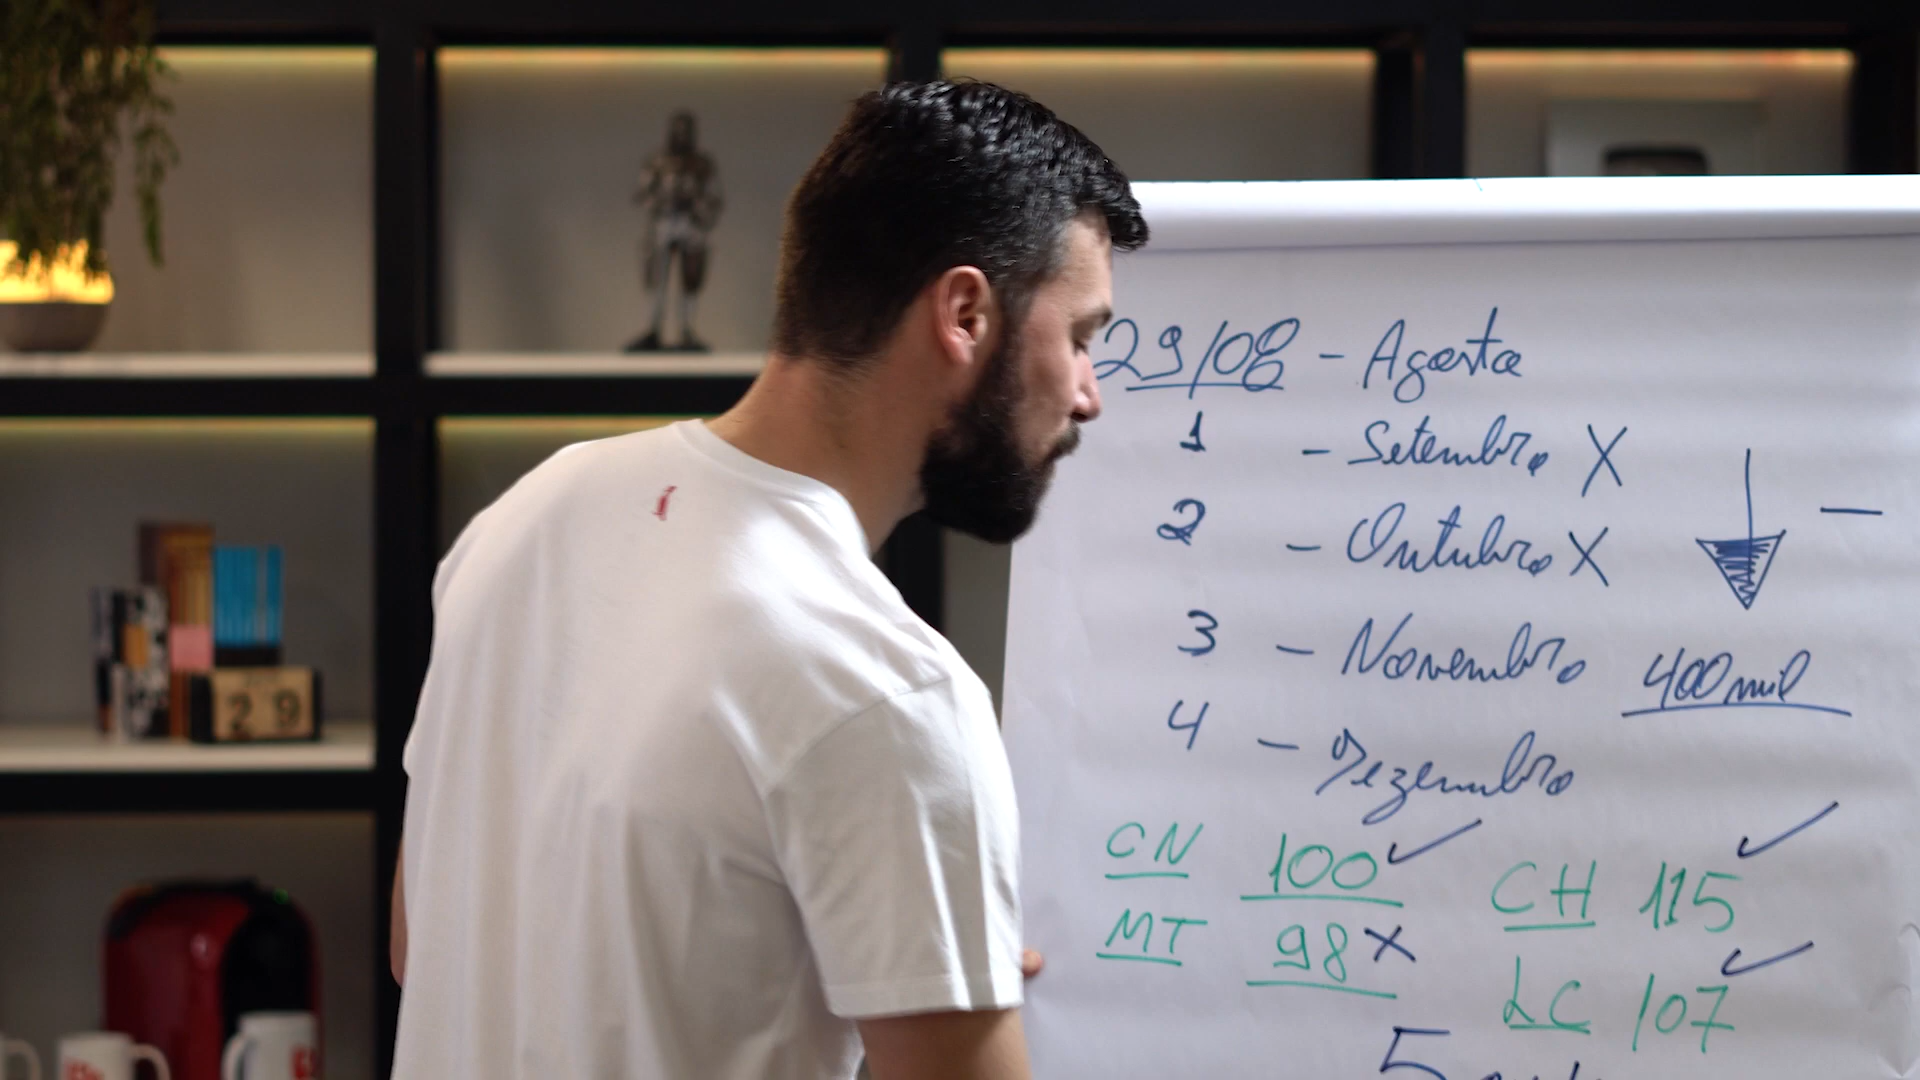 29/08 - Agosto
1 - Setembro X
2 - Outubro X
3 - Novembro 400 mil
4 - Dezembro
CN 100 ✓ CH 115 ✓
MT 98 X LC 107 ✓
5
29